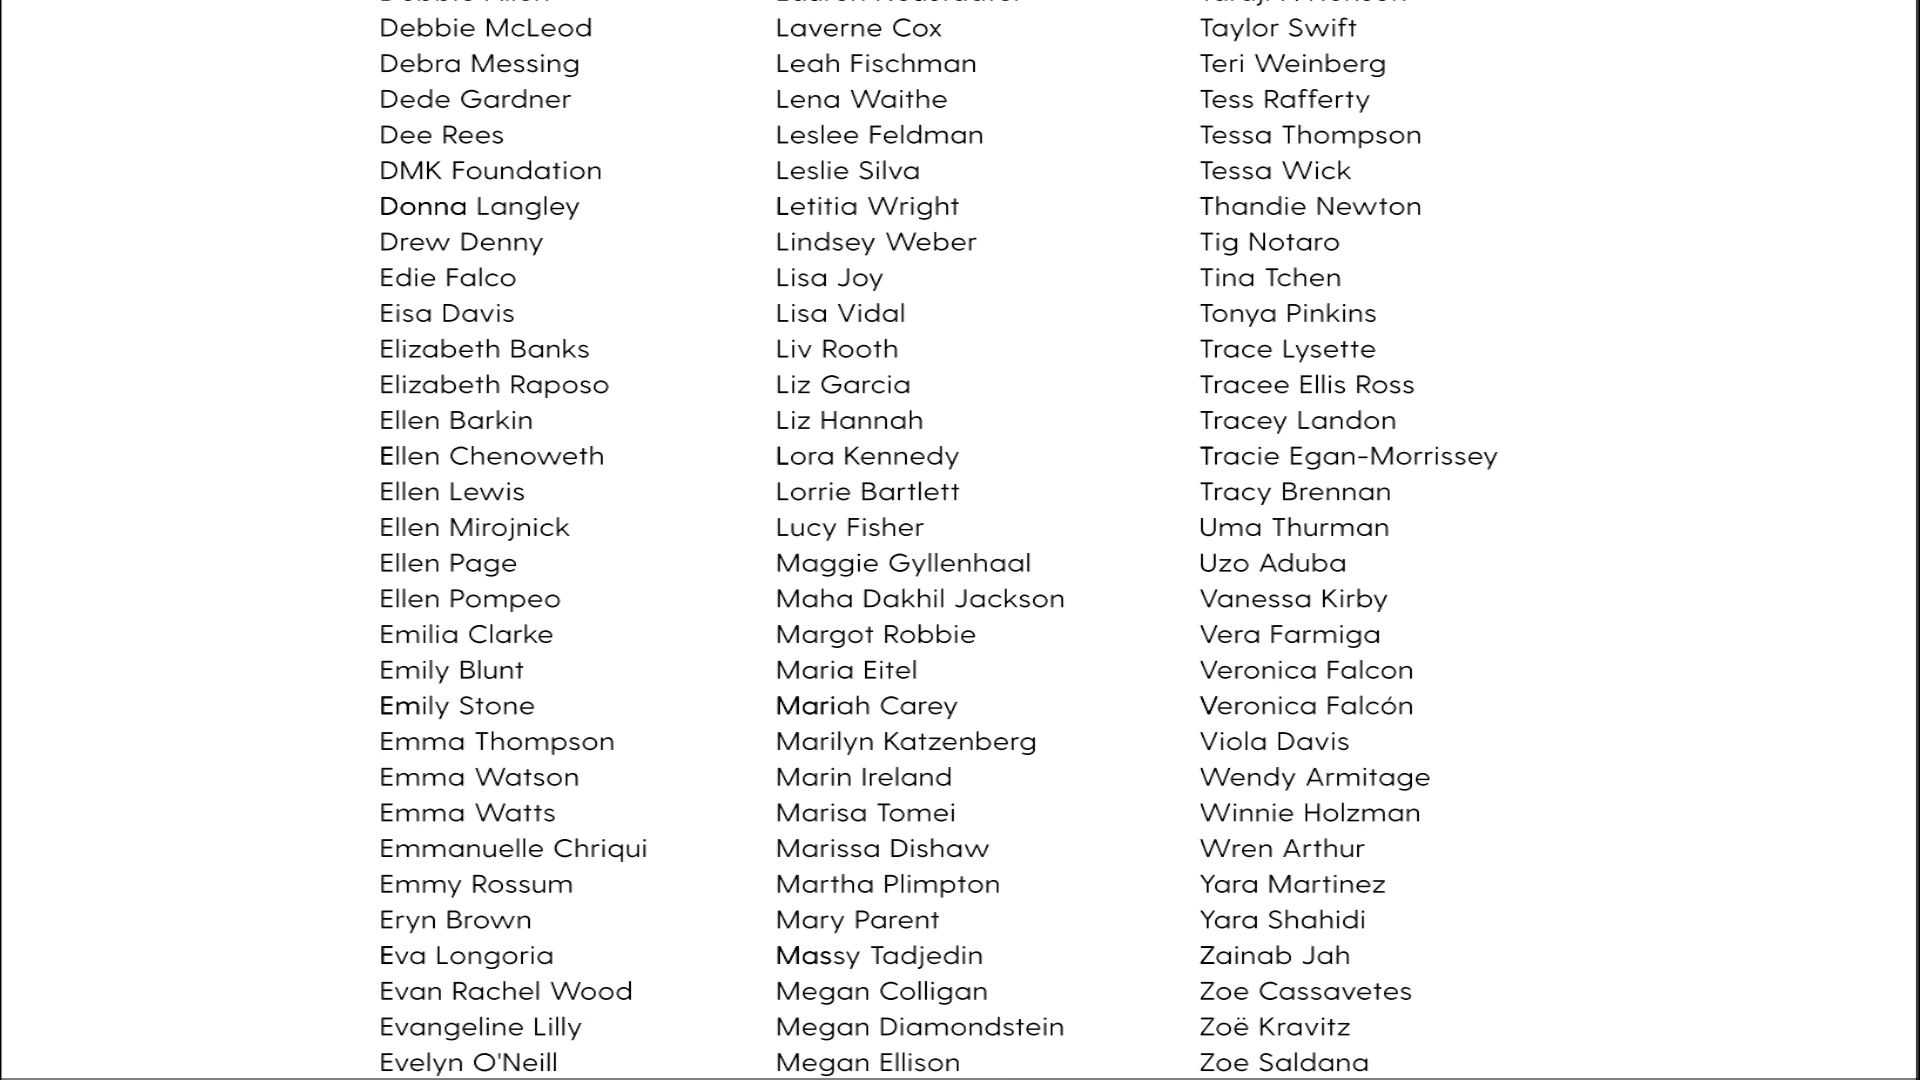 Debbie McLeod
Debra Messing
Dede Gardner
Dee Rees
DMK Foundation
Donna Langley
Drew Denny
Edie Falco
Eisa Davis
Elizabeth Banks
Elizabeth Raposo
Ellen Barkin
Ellen Chenoweth
Ellen Lewis
Ellen Mirojnick
Ellen Page
Ellen Pompeo
Emilia Clarke
Emily Blunt
Emily Stone
Emma Thompson
Emma Watson
Emma Watts
Emmanuelle Chriqui
Emmy Rossum
Eryn Brown
Eva Longoria
Evan Rachel Wood
Evangeline Lilly
Evelyn O'Neill
Laverne Cox
Leah Fischman
Lena Waithe
Leslee Feldman
Leslie Silva
Letitia Wright
Lindsey Weber
Lisa Joy
Lisa Vidal
Liv Rooth
Liz Garcia
Liz Hannah
Lora Kennedy
Lorrie Bartlett
Lucy Fisher
Maggie Gyllenhaal
Maha Dakhil Jackson
Margot Robbie
Maria Eitel
Mariah Carey
Marilyn Katzenberg
Marin Ireland
Marisa Tomei
Marissa Dishaw
Martha Plimpton
Mary Parent
Massy Tadjedin
Megan Colligan
Megan Diamondstein
Megan Ellison
Taylor Swift
Teri Weinberg
Tess Rafferty
Tessa Thompson
Tessa Wick
Thandie Newton
Tig Notaro
Tina Tchen
Tonya Pinkins
Trace Lysette
Tracee Ellis Ross
Tracey Landon
Tracie Egan-Morrissey
Tracy Brennan
Uma Thurman
Uzo Aduba
Vanessa Kirby
Vera Farmiga
Veronica Falcon
Veronica Falcón
Viola Davis
Wendy Armitage
Winnie Holzman
Wren Arthur
Yara Martinez
Yara Shahidi
Zainab Jah
Zoe Cassavetes
Zoë Kravitz
Zoe Saldana